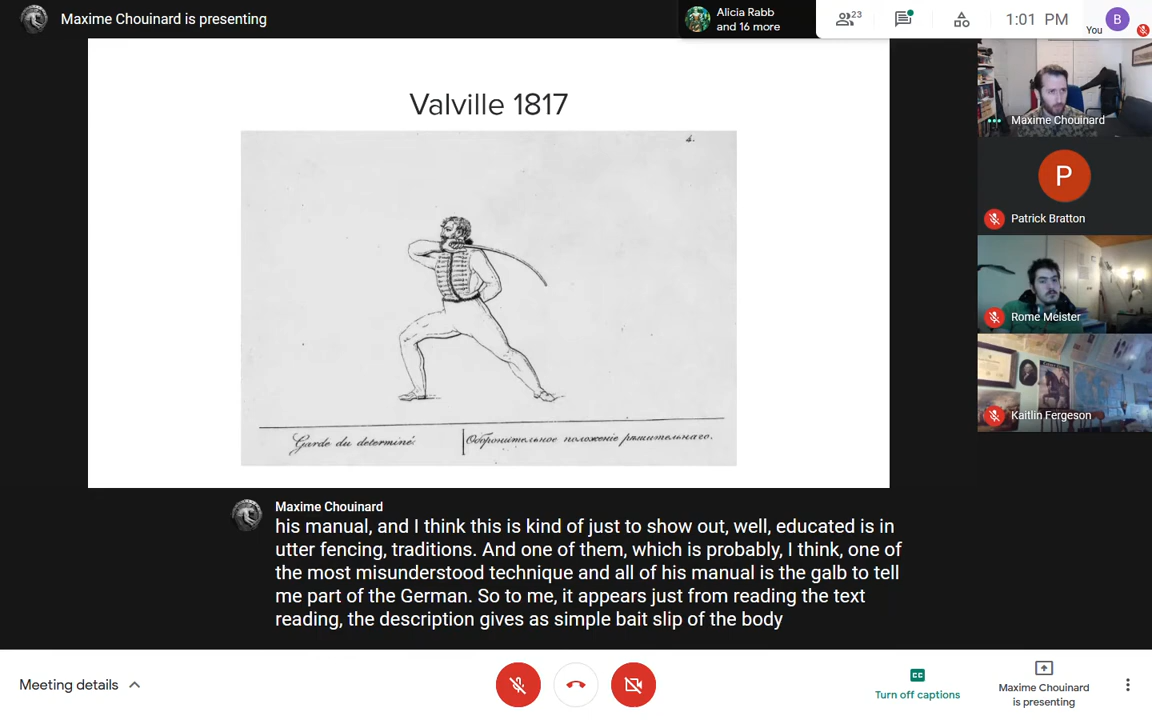 Maxime Chouinard is presenting
Alicia Rabb
and 16 more
23
1:01 PM
You
B
Valville 1817
4.
Garde du determiné.
Оборонительное положенiе рѣшительнаго.
Maxime Chouinard
P
Patrick Bratton
Rome Meister
Kaitlin Fergeson
Maxime Chouinard
his manual, and I think this is kind of just to show out, well, educated is in
utter fencing, traditions. And one of them, which is probably, I think, one of
the most misunderstood technique and all of his manual is the galb to tell
me part of the German. So to me, it appears just from reading the text
reading, the description gives as simple bait slip of the body
Meeting details
CC
Turn off captions
Maxime Chouinard
is presenting